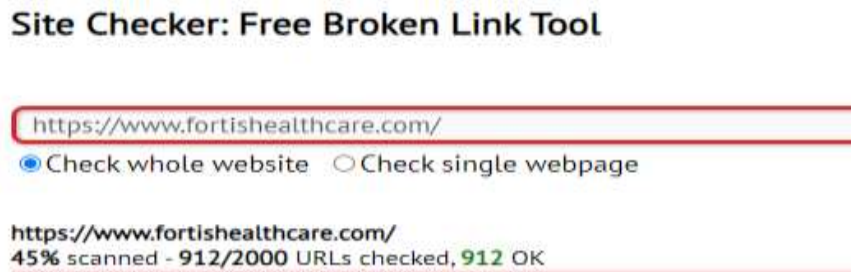 Site Checker: Free Broken Link Tool
https://www.fortishealthcare.com/
Check whole website Check single webpage
https://www.fortishealthcare.com/
45% scanned - 912/2000 URLs checked, 912 OK